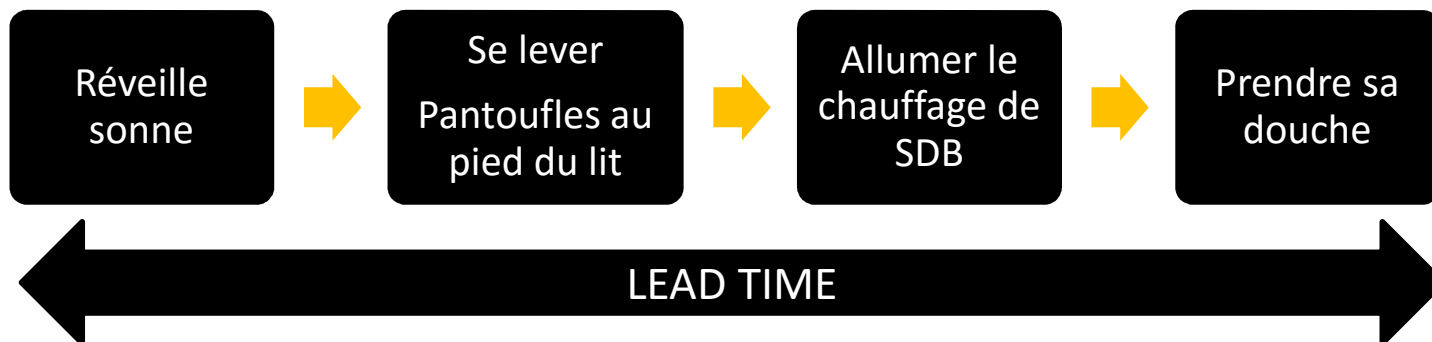 Réveille
sonne
Se lever
Pantoufles au
pied du lit
Allumer le
chauffage de
SDB
Prendre sa
douche
LEAD TIME